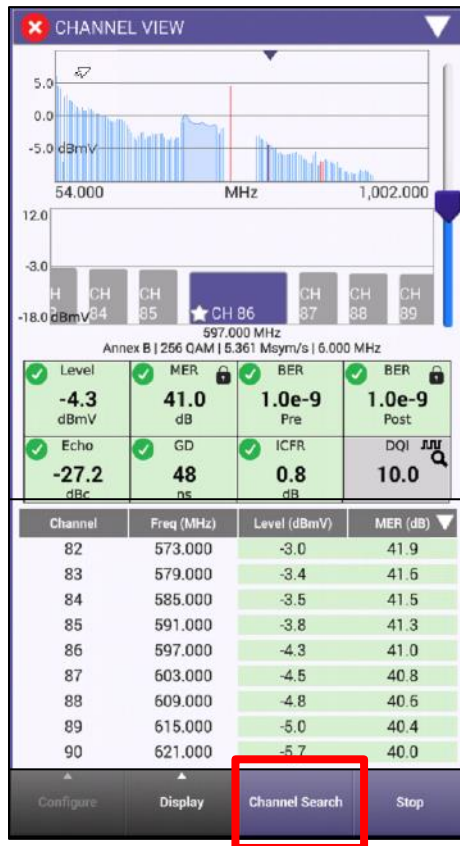 CHANNEL VIEW
5.0
0.0
-5.0 dBmV
54.000 MHz 1,002.000
12.0
-3.0
-18.0 dBmV
H CH CH CH CH CH
84 85 CH 86 87 88 89
597.000 MHz
Annex B | 256 QAM | 5.361 Msym/s | 6.000 MHz
Level MER BER BER
-4.3 41.0 1.0e-9 1.0e-9
dBmV dB Pre Post
Echo GD ICFR DQI
-27.2 48 0.8 10.0
dBc ns dB
Channel Freq (MHz) Level (dBmV) MER (dB)
82 573.000 -3.0 41.9
83 579.000 -3.4 41.6
84 585.000 -3.5 41.5
85 591.000 -3.8 41.3
86 597.000 -4.3 41.0
87 603.000 -4.5 40.8
88 609.000 -4.8 40.6
89 615.000 -5.0 40.4
90 621.000 -5.7 40.0
Configure Display Channel Search Stop